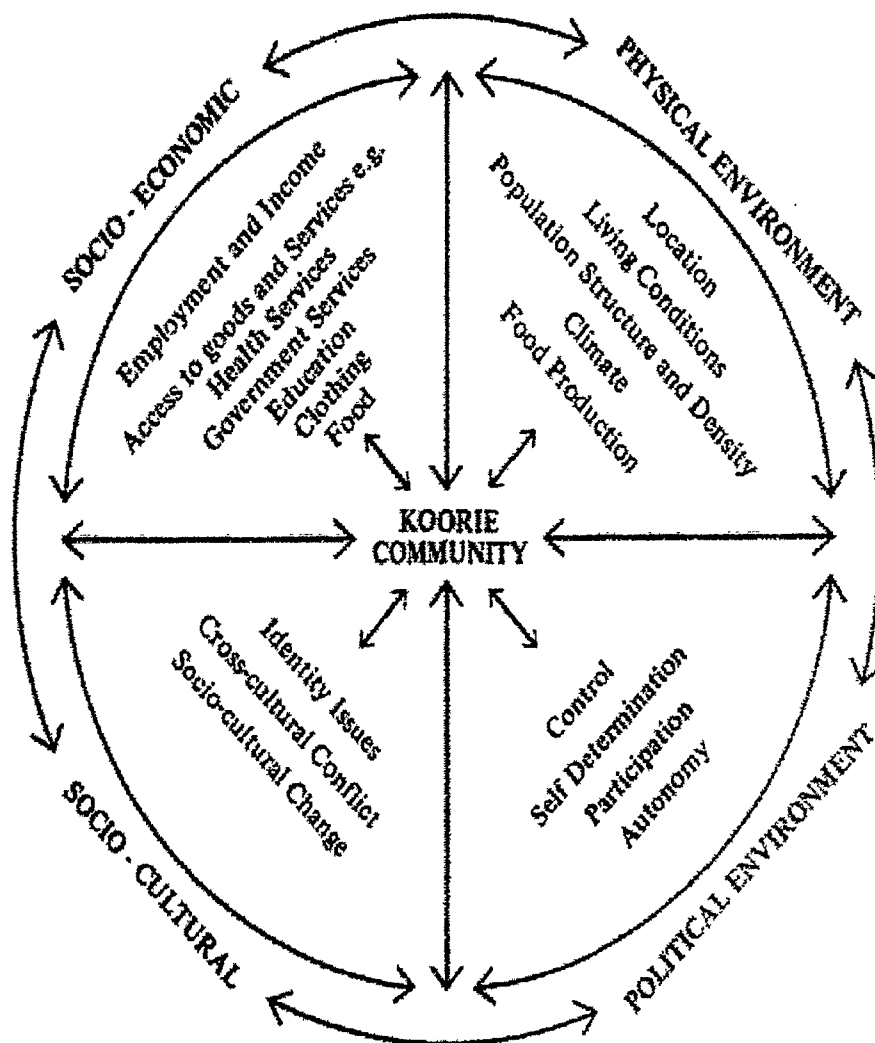 SOCIO - ECONOMIC
Employment and Income
Access to goods and Services e.g.
Health Services
Government Services
Education
Clothing
Food
PHYSICAL ENVIRONMENT
Location
Living Conditions
Population Structure and Density
Climate
Food Production
KOORIE
COMMUNITY
SOCIO - CULTURAL
Identity Issues
Cross-cultural Conflict
Socio-cultural Change
POLITICAL ENVIRONMENT
Control
Self Determination
Participation
Autonomy